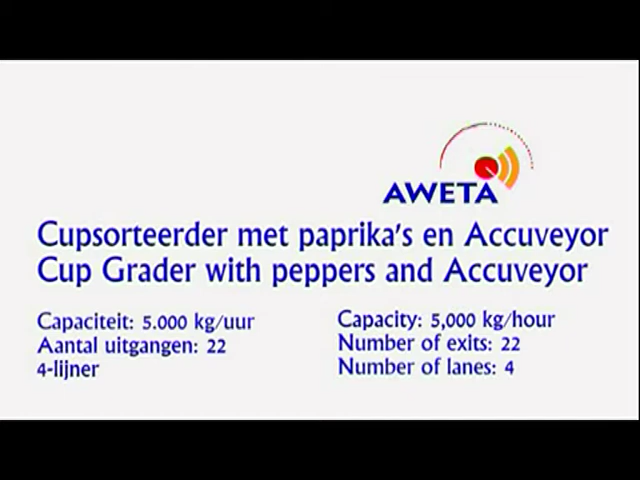 AWETA
Cupsorteerder met paprika's en Accuveyor
Cup Grader with peppers and Accuveyor
Capaciteit: 5.000 kg/uur
Aantal uitgangen: 22
4-lijner
Capacity: 5,000 kg/hour
Number of exits: 22
Number of lanes: 4